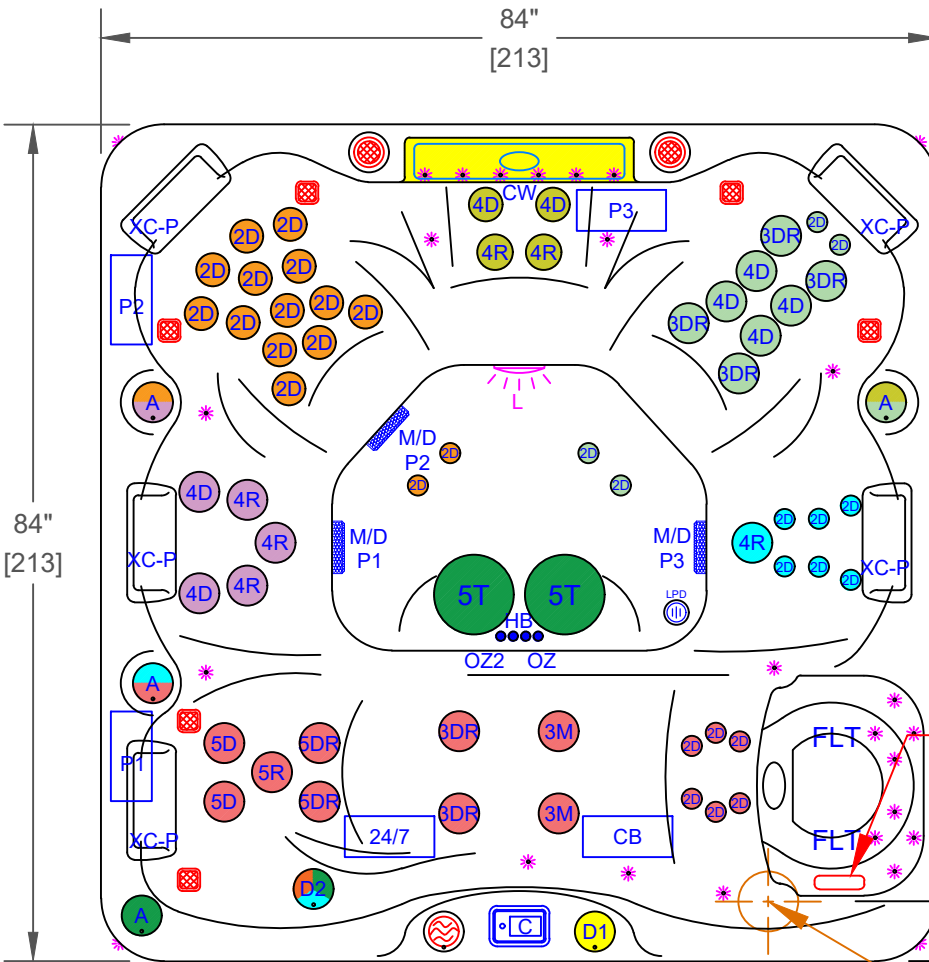 84"
[213]
CW
4D 4D
P3
2D
XC-P
XC-P
2D 2D
3DR
2D
4R 4R
2D 2D 2D
4D
3DR
P2
2D 2D 2D 2D 2D
4D 4D
3DR
2D 2D
4D
2D
3DR
L
A
A
M/D
P2
2D
2D
2D
2D
4D 4R
2D 2D 2D
84"
[213]
XC-P
4R
M/D
P1
M/D
P3
4R
XC-P
4D 4R
2D 2D 2D
5T 5T
LPD
HB
OZ2 OZ
A
5D 5DR
3DR 3M
2D 2D 2D
FLT
P1
5R
5D 5DR
3DR 3M
2D 2D 2D
XC-P
24/7
CB
FLT
D2
A
C
D1